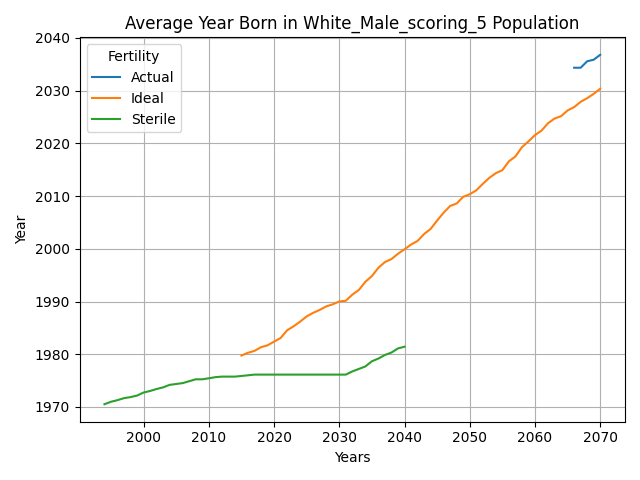 Average Year Born in White_Male_scoring_5 Population
Fertility
Actual
Ideal
Sterile
Year
2040
2030
2020
2010
2000
1990
1980
1970
2000 2010 2020 2030 2040 2050 2060 2070
Years